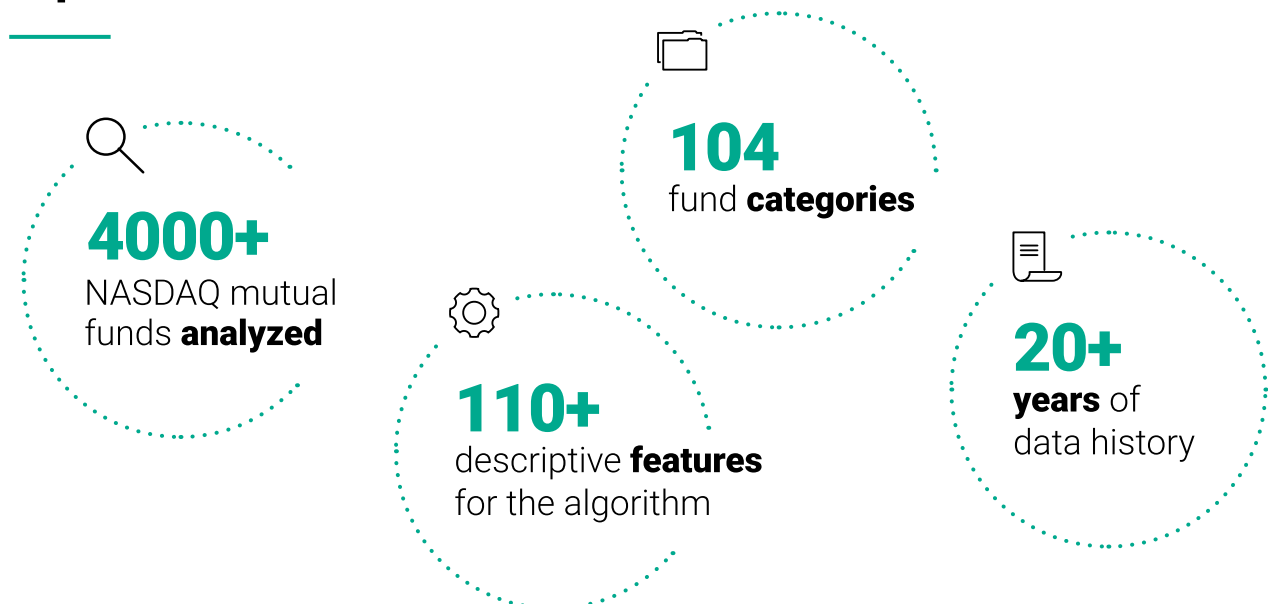 4000+
NASDAQ mutual
funds analyzed
110+
descriptive features
for the algorithm
104
fund categories
20+
years of
data history